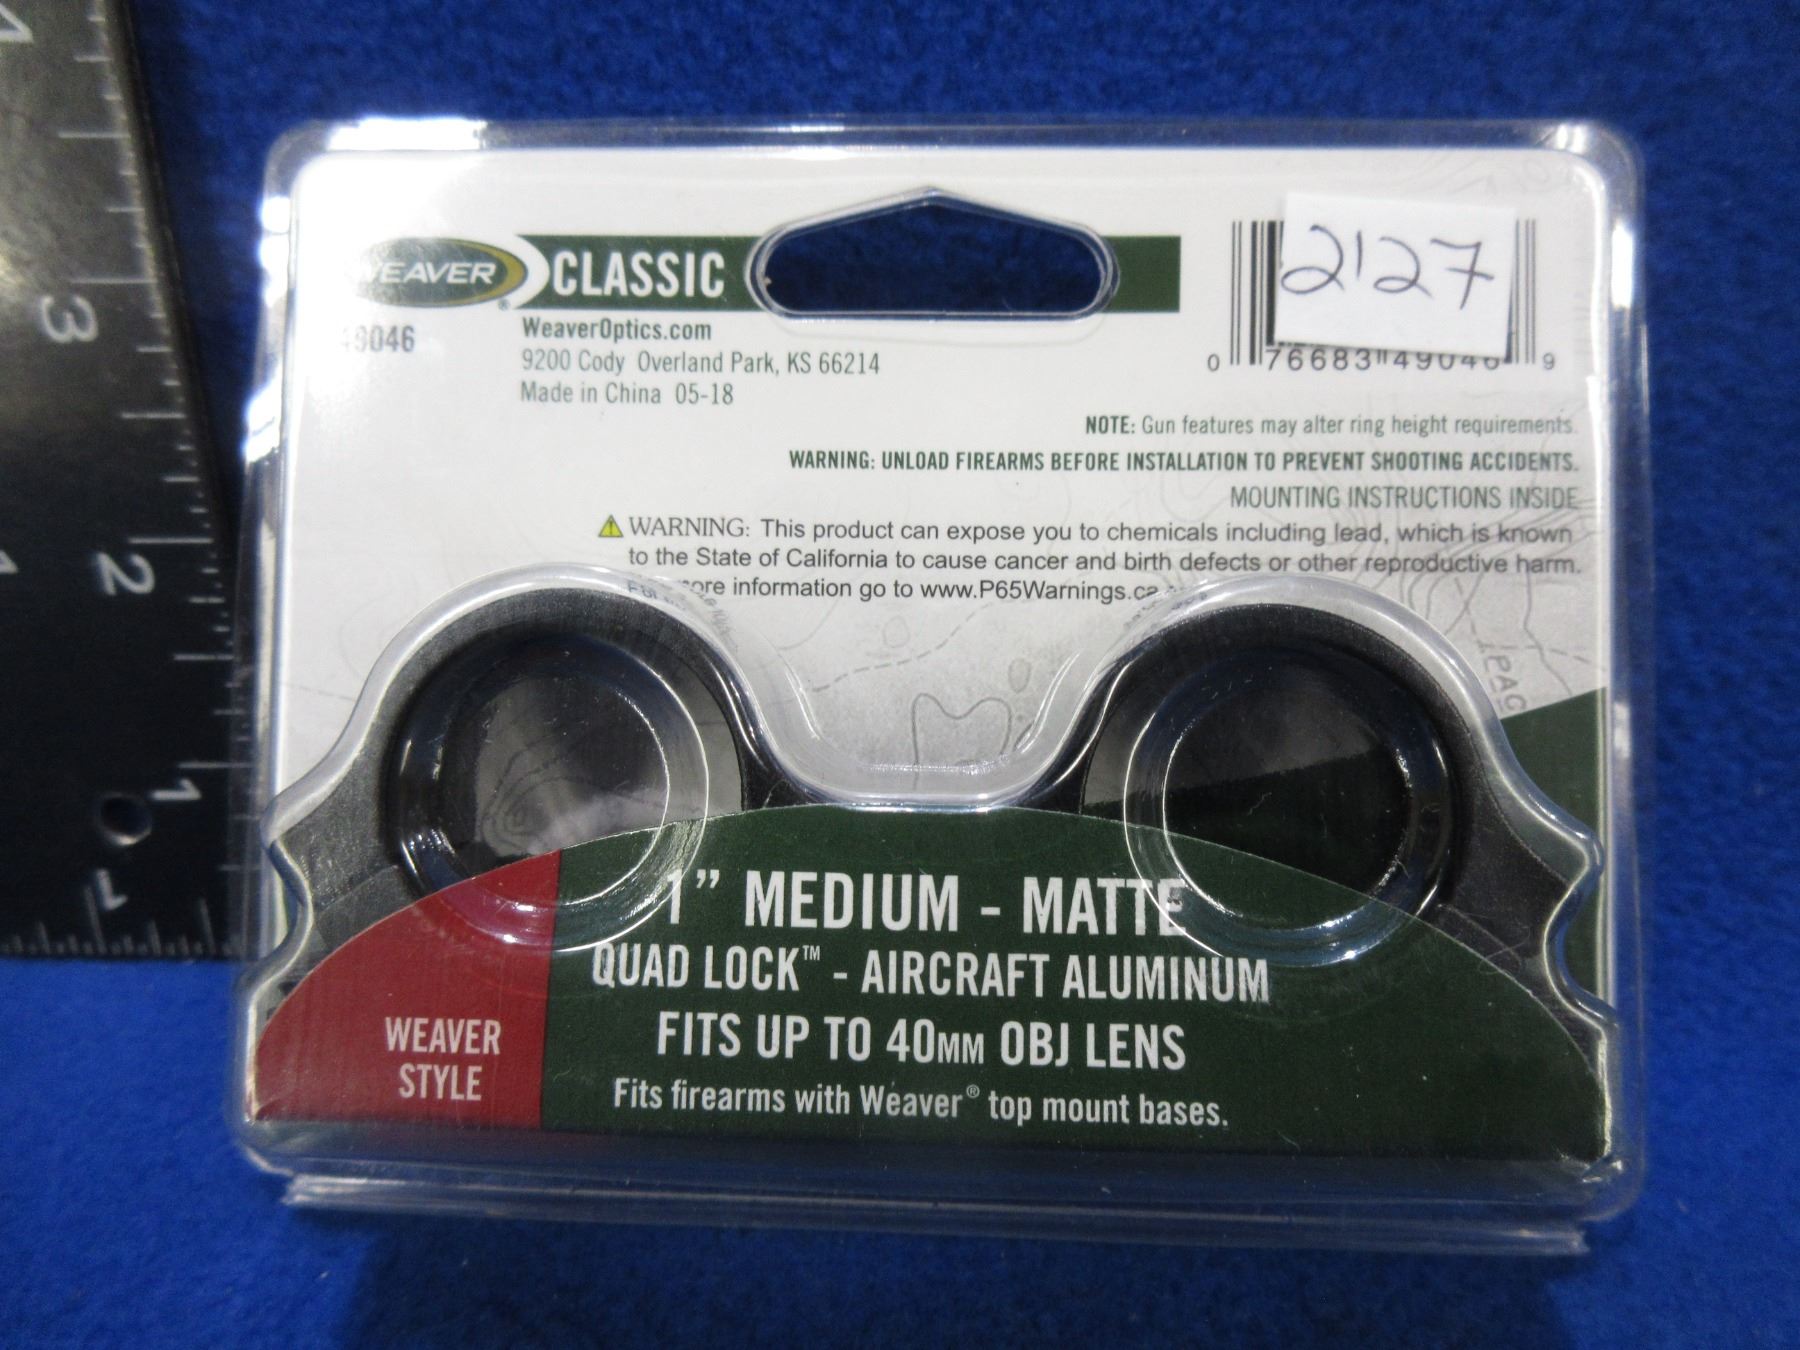 WEAVER® CLASSIC
49046
WeaverOptics.com
9200 Cody Overland Park, KS 66214
Made in China 05-18
2127
0 76683 49046 9
NOTE: Gun features may alter ring height requirements.
WARNING: UNLOAD FIREARMS BEFORE INSTALLATION TO PREVENT SHOOTING ACCIDENTS.
MOUNTING INSTRUCTIONS INSIDE
⚠ WARNING: This product can expose you to chemicals including lead, which is known
to the State of California to cause cancer and birth defects or other reproductive harm.
For more information go to www.P65Warnings.ca
1” MEDIUM - MATTE
QUAD LOCK™ - AIRCRAFT ALUMINUM
FITS UP TO 40MM OBJ LENS
Fits firearms with Weaver® top mount bases.
WEAVER
STYLE
4
3
2
1
1